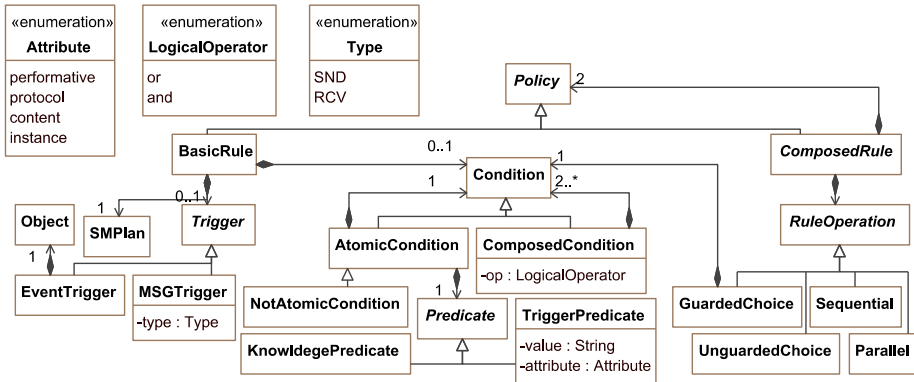 «enumeration»
Attribute
performative
protocol
content
instance
«enumeration»
LogicalOperator
or
and
«enumeration»
Type
SND
RCV
Policy
2
BasicRule
0..1
Condition
1
ComposedRule
1
2..*
0..1
1
Object
SMPlan
Trigger
RuleOperation
AtomicCondition
ComposedCondition
-op : LogicalOperator
1
EventTrigger
MSGTrigger
-type : Type
NotAtomicCondition
1
Predicate
TriggerPredicate
-value : String
-attribute : Attribute
GuardedChoice
Sequential
KnowldegePredicate
UnguardedChoice
Parallel